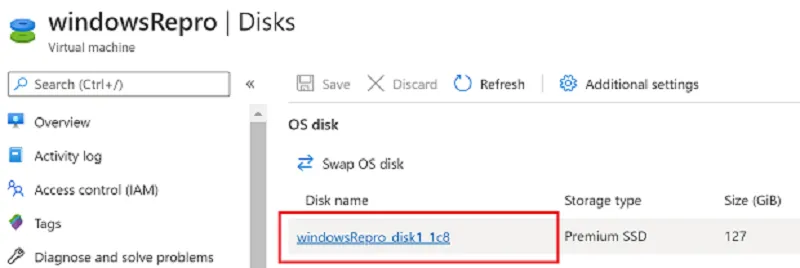 windowsRepro | Disks
Virtual machine
Search (Ctrl+/)
«
Save Discard Refresh Additional settings
Overview
Activity log
Access control (IAM)
Tags
Diagnose and solve problems
OS disk
Swap OS disk
Disk name Storage type Size (GiB)
windowsRepro_disk1_1c8 Premium SSD 127